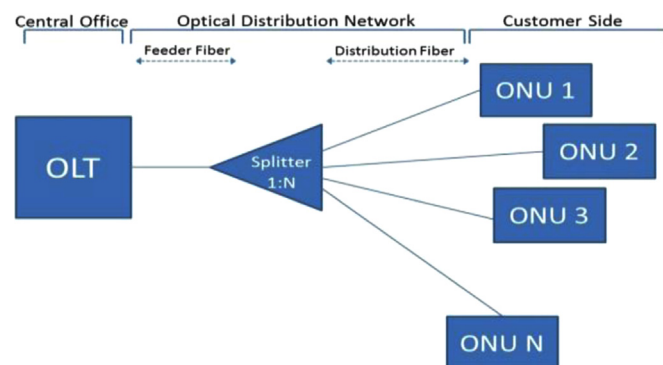 Central Office
Optical Distribution Network
Customer Side
Feeder Fiber
Distribution Fiber
ONU 1
OLT
Splitter
1:N
ONU 2
ONU 3
ONU N